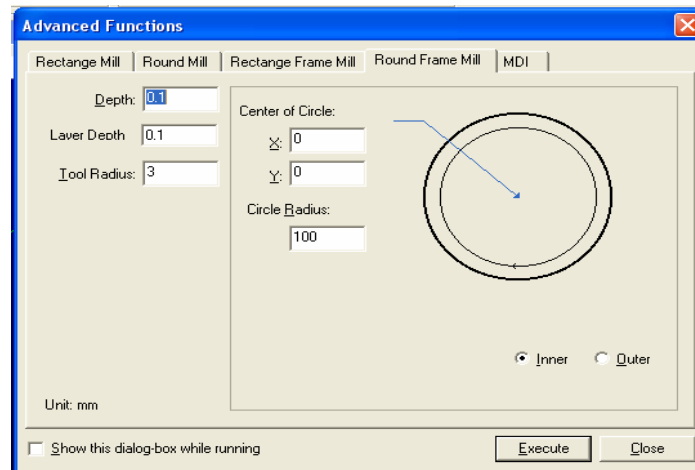 Advanced Functions
Rectange Mill Round Mill Rectange Frame Mill Round Frame Mill MDI
Depth: 0.1
Layer Depth 0.1
Tool Radius: 3
Center of Circle:
X: 0
Y: 0
Circle Radius:
100
Inner Outer
Unit: mm
Show this dialog-box while running Execute Close